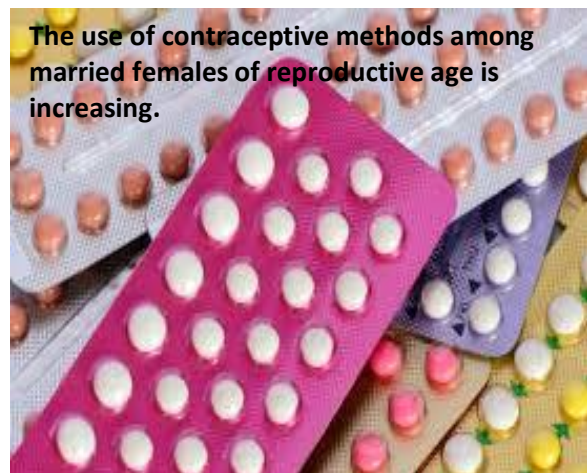 The use of contraceptive methods among
married females of reproductive age is
increasing.